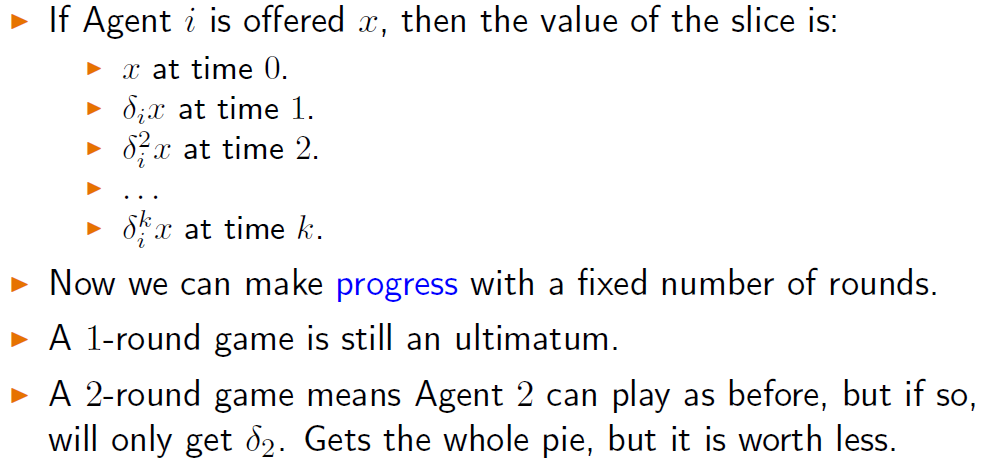 ▶ If Agent $i$ is offered $x$, then the value of the slice is:
▶ $x$ at time $0$.
▶ $\delta_i x$ at time $1$.
▶ $\delta_i^2 x$ at time $2$.
▶ $\ldots$
▶ $\delta_i^k x$ at time $k$.
▶ Now we can make progress with a fixed number of rounds.
▶ A $1$-round game is still an ultimatum.
▶ A $2$-round game means Agent $2$ can play as before, but if so,
will only get $\delta_2$. Gets the whole pie, but it is worth less.